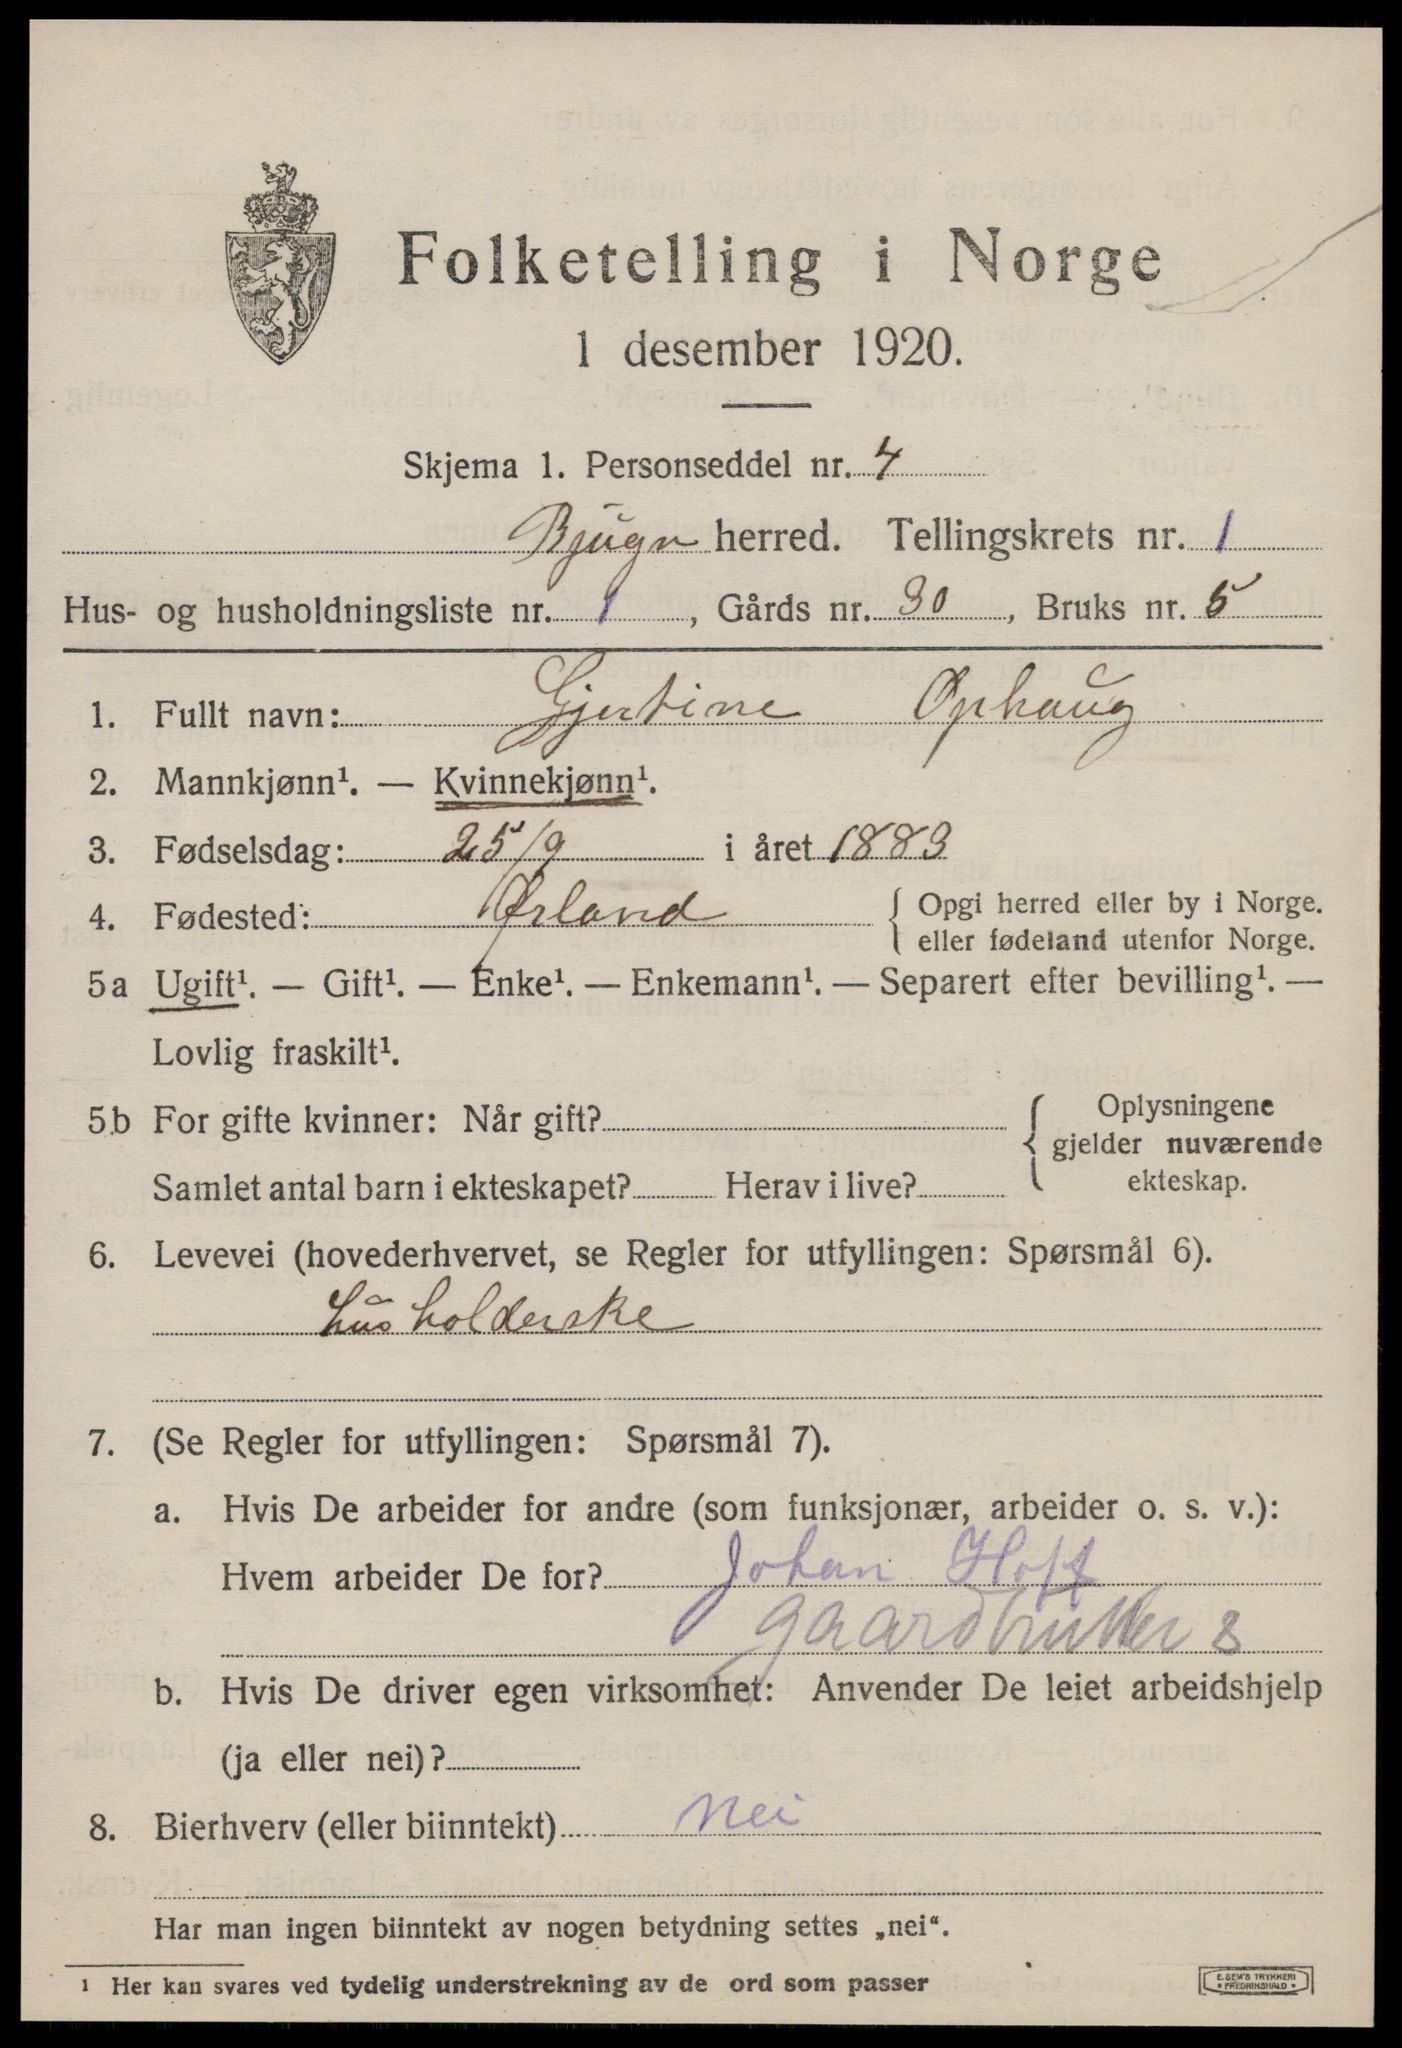 Folketelling i Norge
1 desember 1920.
Skjema 1. Personseddel nr. 4
Bjugn herred. Tellingskrets nr. 1
Hus- og husholdningsliste nr. 1, Gårds nr. 30, Bruks nr. 5
1. Fullt navn: Gjertine Ophaug
2. Mannkjønn¹. — Kvinnekjønn¹.
3. Fødselsdag: 25/9 i året 1883
4. Fødested: Ørland { Opgi herred eller by i Norge.
eller fødeland utenfor Norge.
5a Ugift¹. — Gift¹. — Enke¹. — Enkemann¹. — Separert efter bevilling¹. —
Lovlig fraskilt¹.
5b For gifte kvinner: Når gift? { Oplysningene
gjelder nuværende
Samlet antal barn i ekteskapet? Herav i live? ekteskap.
6. Levevei (hovederhvervet, se Regler for utfyllingen: Spørsmål 6).
husholderske
7. (Se Regler for utfyllingen: Spørsmål 7).
a. Hvis De arbeider for andre (som funksjonær, arbeider o. s. v.):
Hvem arbeider De for? Johan Hoff
gaardbruker 8
b. Hvis De driver egen virksomhet: Anvender De leiet arbeidshjelp
(ja eller nei)?
8. Bierhverv (eller biinntekt) Nei
Har man ingen biinntekt av nogen betydning settes „nei“.
¹ Her kan svares ved tydelig understrekning av de ord som passer
E. SEM'S TRYKKERI
• FREDRIKSHALD •